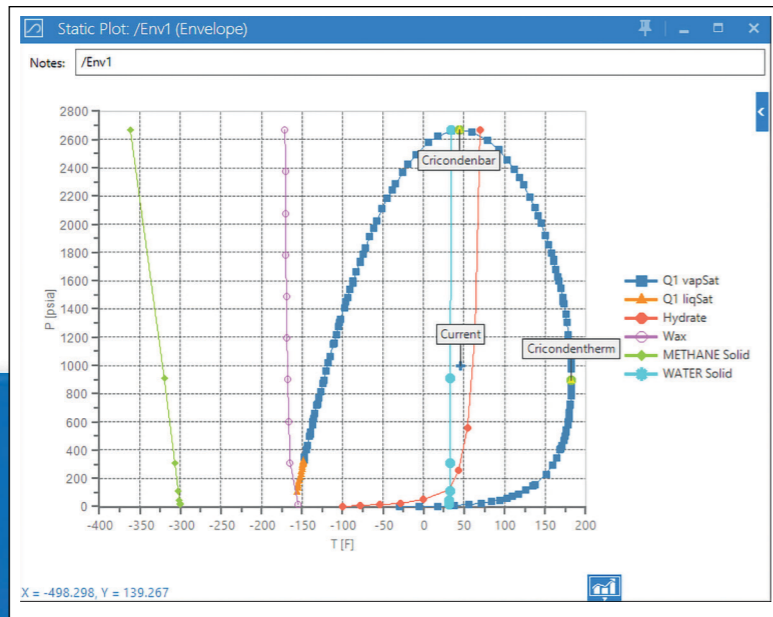 Static Plot: /Env1 (Envelope)
Notes: /Env1
2800
2600
2400
2200
2000
1800
1600
1400
1200
1000
800
600
400
200
0
P [psia]
Cricondenbar
Current
Cricondentherm
-400 -350 -300 -250 -200 -150 -100 -50 0 50 100 150 200
T [F]
Q1 vapSat
Q1 liqSat
Hydrate
Wax
METHANE Solid
WATER Solid
X = -498.298, Y = 139.267